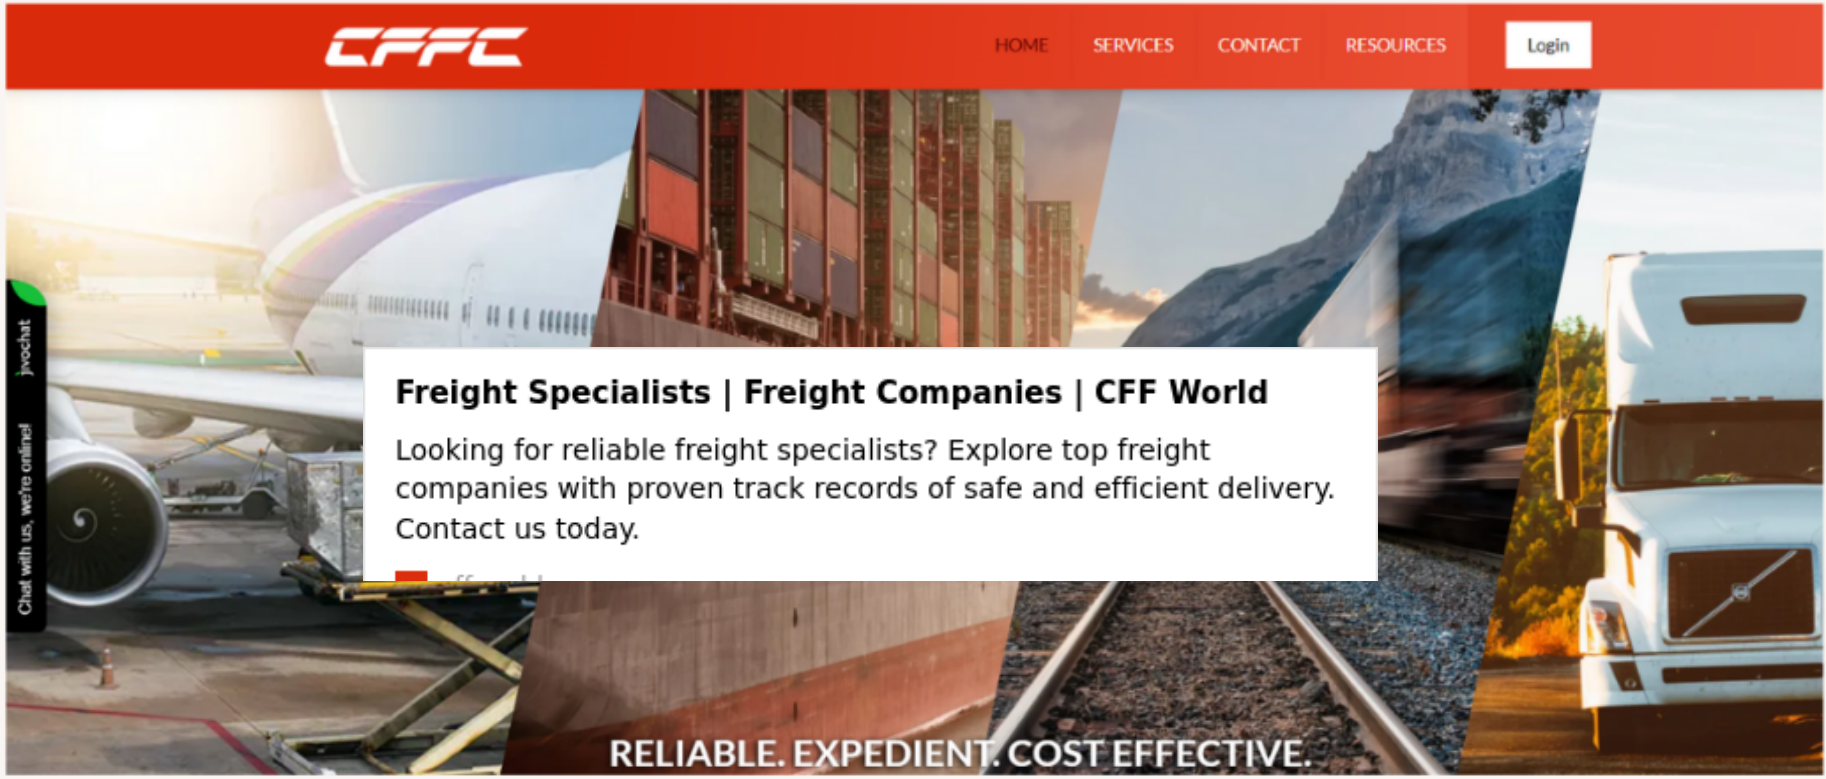 CFFC
HOME SERVICES CONTACT RESOURCES Login
Freight Specialists | Freight Companies | CFF World
Looking for reliable freight specialists? Explore top freight
companies with proven track records of safe and efficient delivery.
Contact us today.
jivochat
Chat with us, we're online!
RELIABLE. EXPEDIENT. COST EFFECTIVE.